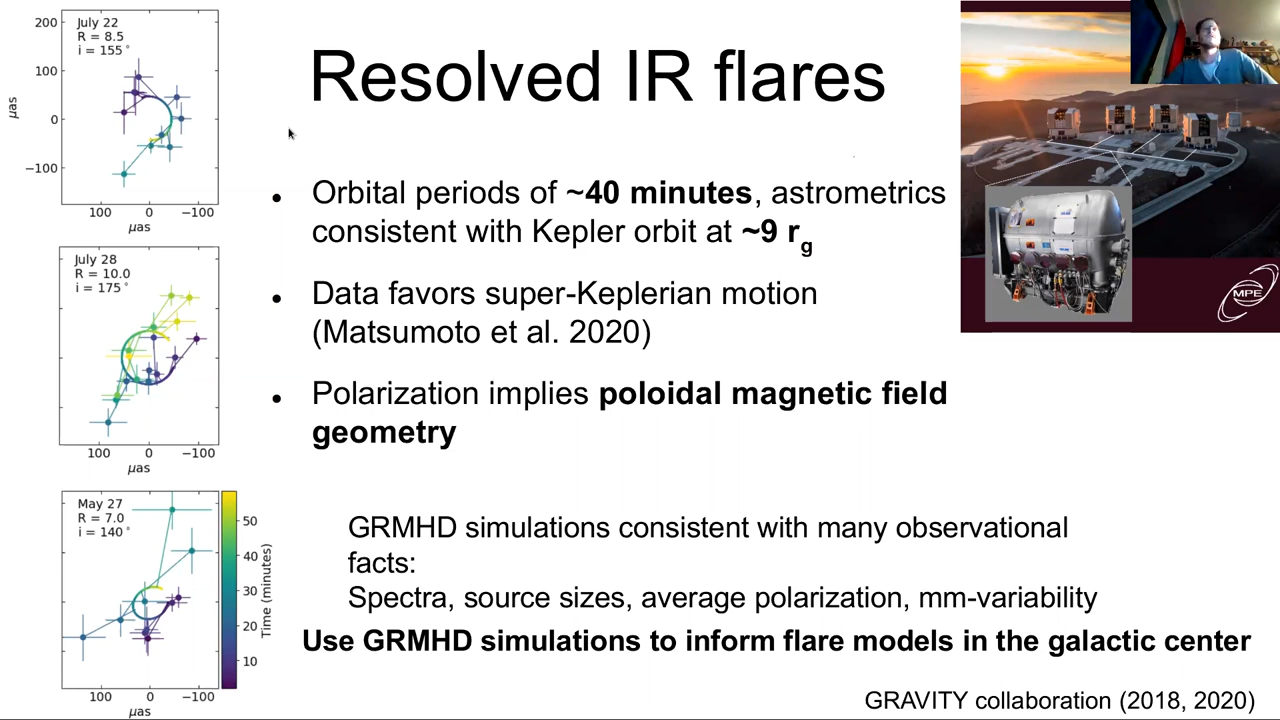 Resolved IR flares
● Orbital periods of ~40 minutes, astrometrics
consistent with Kepler orbit at ~9 rg
● Data favors super-Keplerian motion
(Matsumoto et al. 2020)
● Polarization implies poloidal magnetic field
geometry
GRMHD simulations consistent with many observational
facts:
Spectra, source sizes, average polarization, mm-variability
Use GRMHD simulations to inform flare models in the galactic center
GRAVITY collaboration (2018, 2020)
July 22
R = 8.5
i = 155°
200
100
0
−100
μas
100 0 −100
μas
July 28
R = 10.0
i = 175°
100 0 −100
μas
May 27
R = 7.0
i = 140°
100 0 −100
μas
50
40
30
20
10
Time (minutes)
MPE